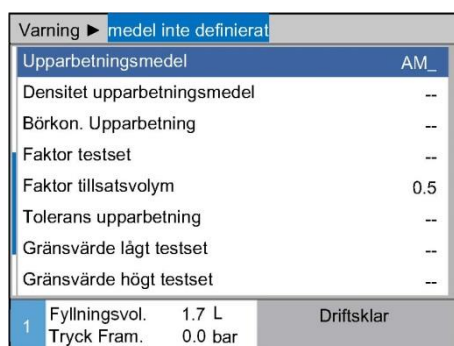 Varning ► medel inte definierat
Upparbetningsmedel AM_
Densitet upparbetningsmedel --
Börkon. Upparbetning --
Faktor testset --
Faktor tillsatsvolym 0.5
Tolerans upparbetning --
Gränsvärde lågt testset --
Gränsvärde högt testset --
1 Fyllningsvol. 1.7 L Driftsklar
Tryck Fram. 0.0 bar